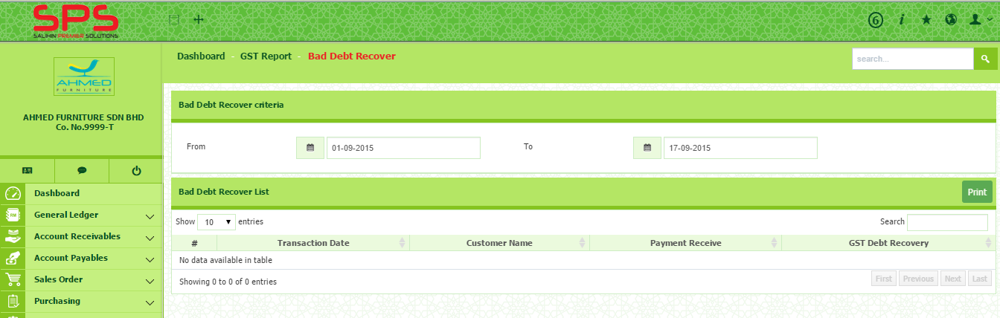 SPS
SALIHIN PREMIER SOLUTIONS
6
i
Dashboard - GST Report - Bad Debt Recover
search...
AHMED
FURNITURE
AHMED FURNITURE SDN BHD
Co. No.9999-T
Bad Debt Recover criteria
From 01-09-2015 To 17-09-2015
Bad Debt Recover List Print
Show 10 entries Search
# Transaction Date Customer Name Payment Receive GST Debt Recovery
No data available in table
Showing 0 to 0 of 0 entries First Previous Next Last
Dashboard
RM General Ledger
Account Receivables
Account Payables
Sales Order
Purchasing